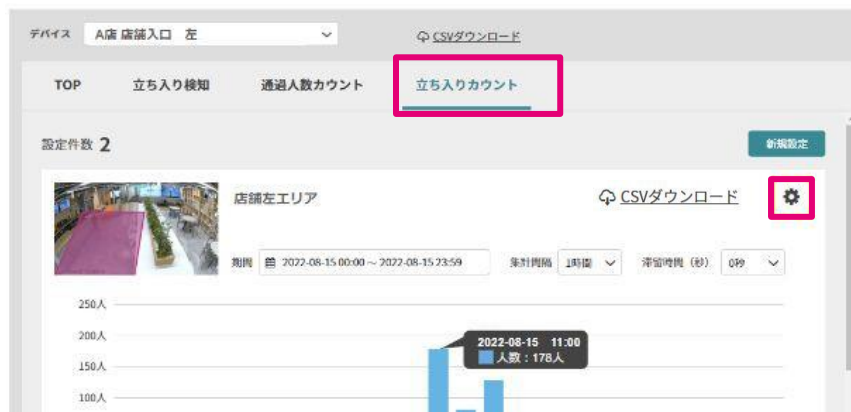 デバイス A店 店舗入口 左 CSVダウンロード
TOP 立ち入り検知 通過人数カウント 立ち入りカウント
設定件数 2 新規設定
店舗左エリア CSVダウンロード
期間 2022-08-15 00:00 ~ 2022-08-15 23:59 集計間隔 1時間 滞留時間（秒） 0秒
250人
200人
2022-08-15 11:00
人数：178人
150人
100人